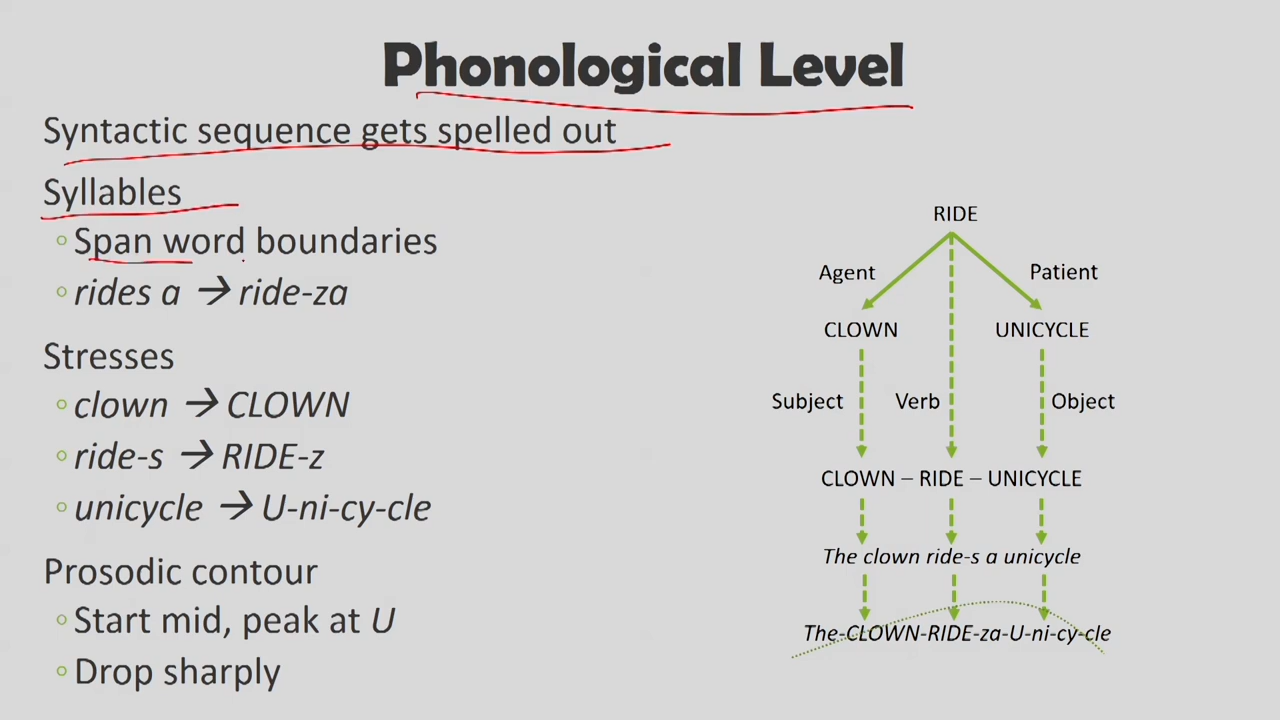 Phonological Level
Syntactic sequence gets spelled out
Syllables
◦ Span word boundaries
◦ rides a → ride-za
Stresses
◦ clown → CLOWN
◦ ride-s → RIDE-z
◦ unicycle → U-ni-cy-cle
Prosodic contour
◦ Start mid, peak at U
◦ Drop sharply
RIDE
Agent Patient
CLOWN UNICYCLE
Subject Verb Object
CLOWN – RIDE – UNICYCLE
The clown ride-s a unicycle
The-CLOWN-RIDE-za-U-ni-cy-cle